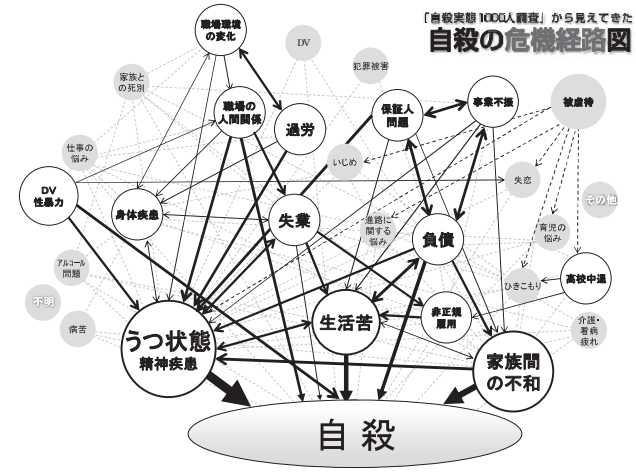 「自殺実態1000人調査」から見えてきた
自殺の危機経路図
職場環境
の変化
DV
犯罪被害
家族と
の死別
職場の
人間関係
過労
保証人
問題
事業不振
被虐待
仕事の
悩み
いじめ
失恋
DV
性暴力
身体疾患
失業
進路に
関する
悩み
負債
育児の
悩み
その他
アルコール
問題
ひきこもり
高校中退
不明
病苦
うつ状態
精神疾患
生活苦
非正規
雇用
介護・
看病
疲れ
家族間
の不和
自殺